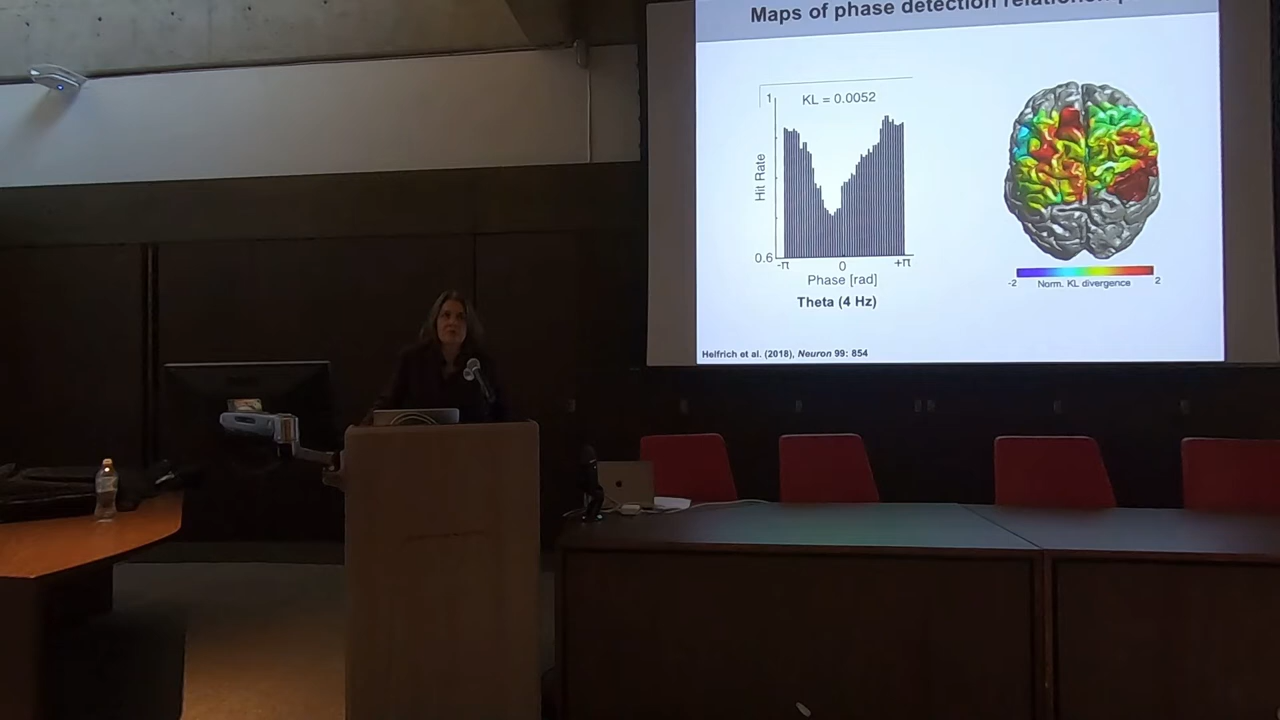 Maps of phase detection
KL = 0.0052
1
Hit Rate
0.6
-π 0 +π
Phase [rad]
Theta (4 Hz)
-2 Norm. KL divergence 2
Helfrich et al. (2018), Neuron 99: 854